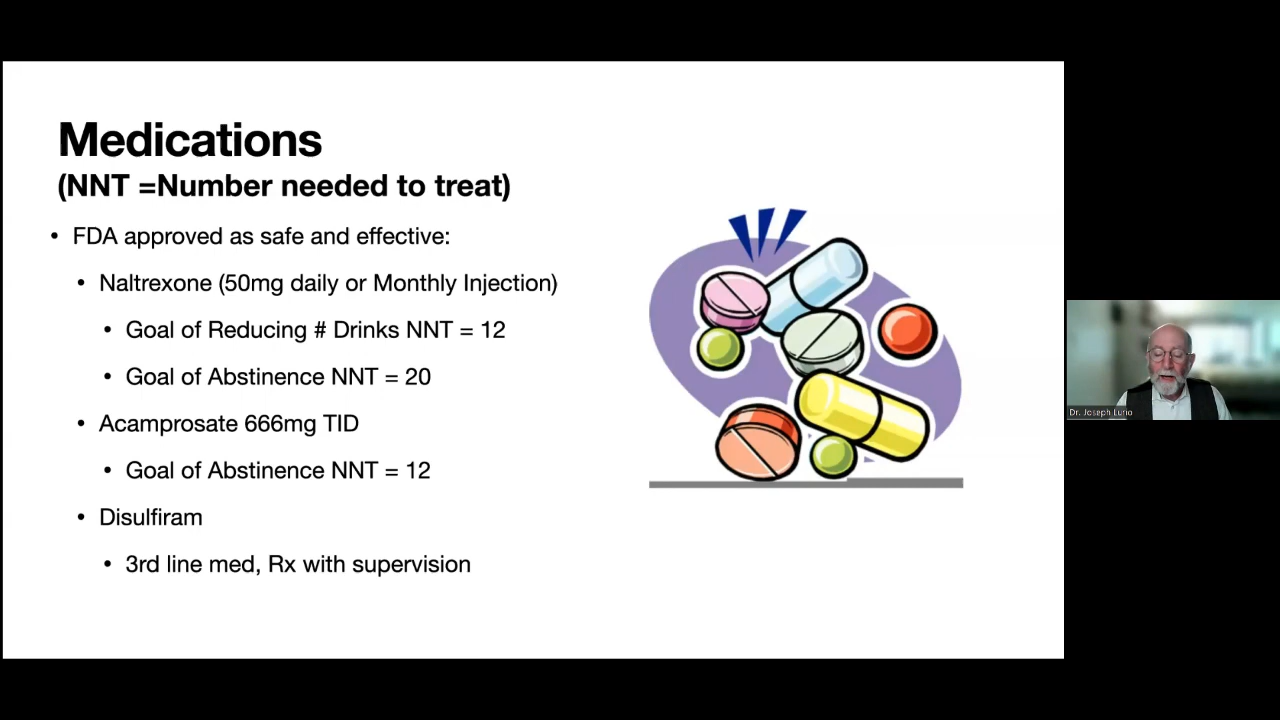 Medications
(NNT =Number needed to treat)
• FDA approved as safe and effective:
• Naltrexone (50mg daily or Monthly Injection)
• Goal of Reducing # Drinks NNT = 12
• Goal of Abstinence NNT = 20
• Acamprosate 666mg TID
• Goal of Abstinence NNT = 12
• Disulfiram
• 3rd line med, Rx with supervision
Dr. Joseph Lurio